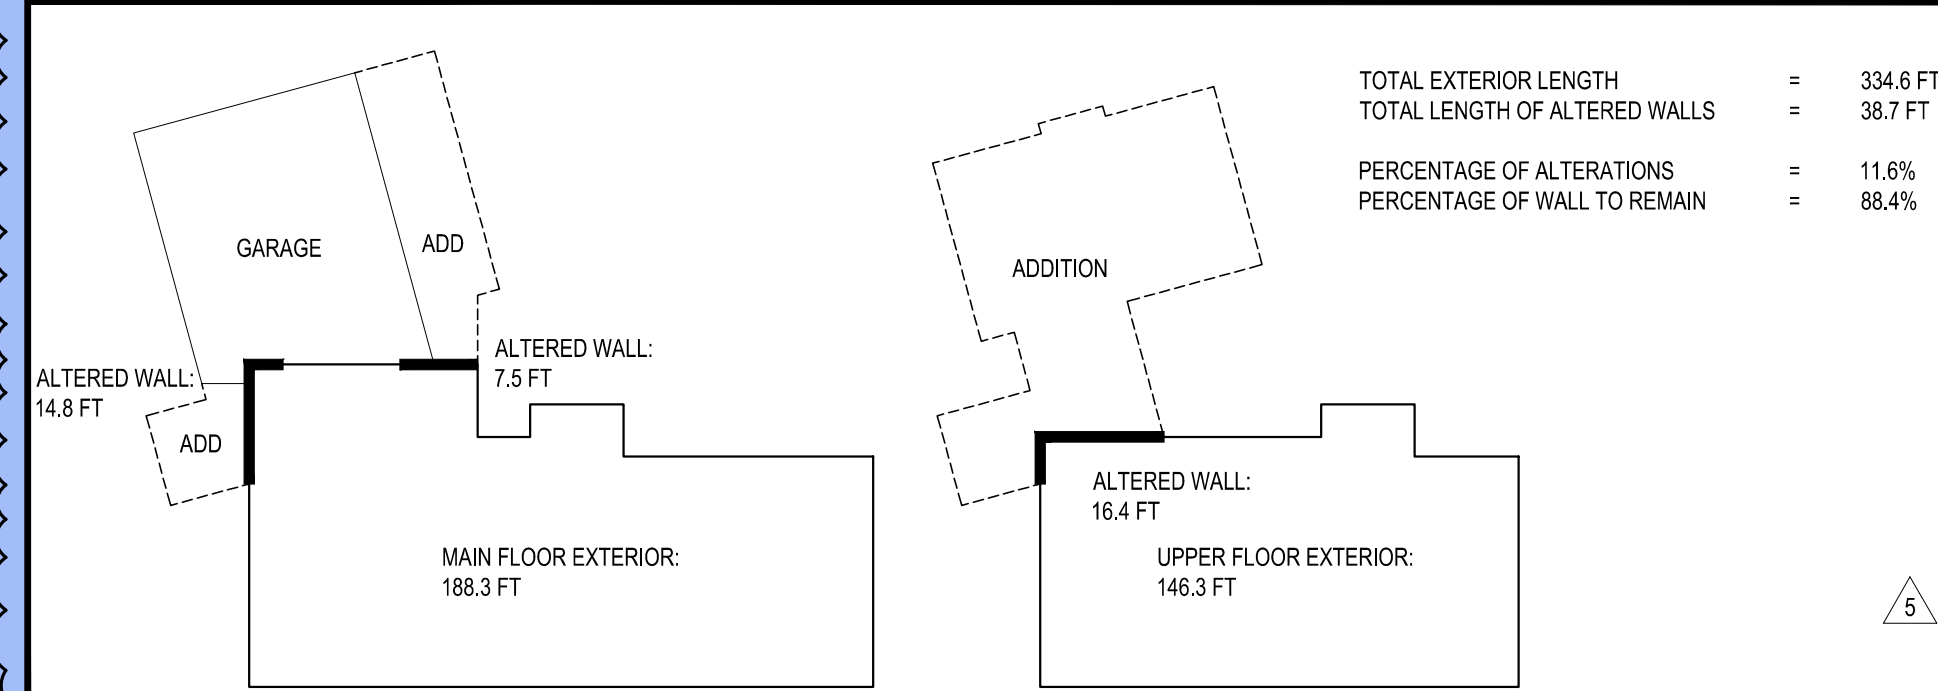 TOTAL EXTERIOR LENGTH = 334.6 FT
TOTAL LENGTH OF ALTERED WALLS = 38.7 FT
PERCENTAGE OF ALTERATIONS = 11.6%
PERCENTAGE OF WALL TO REMAIN = 88.4%
GARAGE
ADD
ADDITION
ALTERED WALL:
7.5 FT
ALTERED WALL:
14.8 FT
ADD
ALTERED WALL:
16.4 FT
MAIN FLOOR EXTERIOR:
188.3 FT
UPPER FLOOR EXTERIOR:
146.3 FT
5